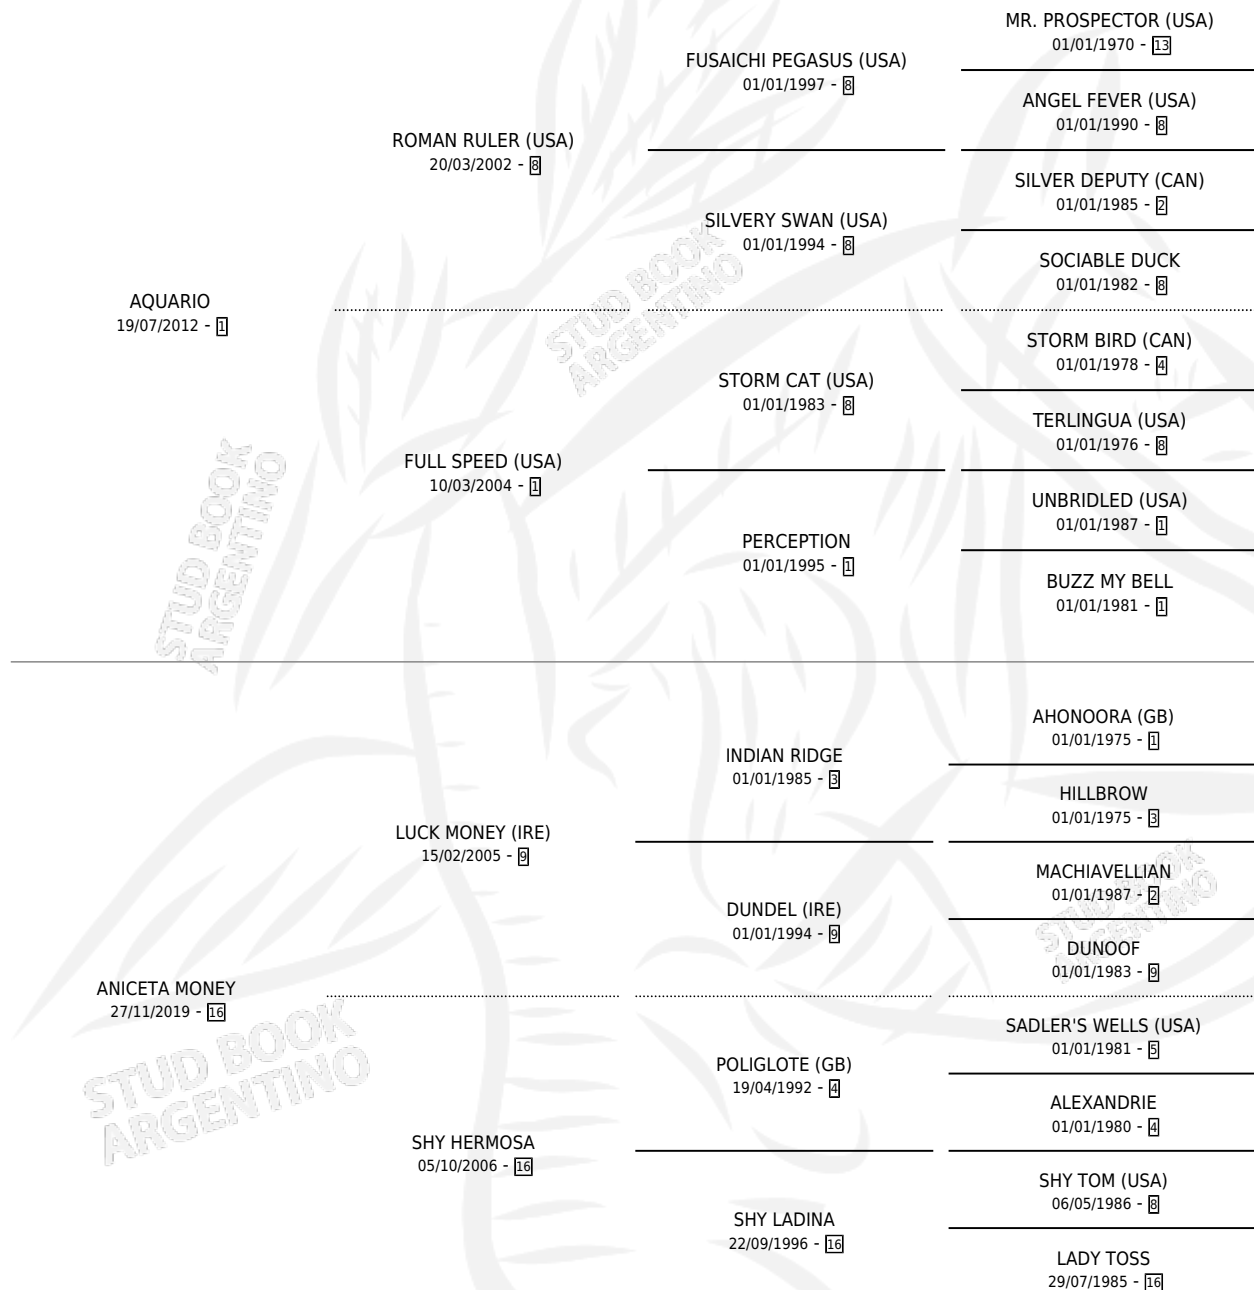 MR. PROSPECTOR (USA)
01/01/1970 - 13
FUSAICHI PEGASUS (USA)
01/01/1997 - 8
ANGEL FEVER (USA)
01/01/1990 - 8
ROMAN RULER (USA)
20/03/2002 - 8
SILVER DEPUTY (CAN)
01/01/1985 - 2
SILVERY SWAN (USA)
01/01/1994 - 8
SOCIABLE DUCK
01/01/1982 - 8
AQUARIO
19/07/2012 - 1
STORM BIRD (CAN)
01/01/1978 - 4
STORM CAT (USA)
01/01/1983 - 8
TERLINGUA (USA)
01/01/1976 - 8
FULL SPEED (USA)
10/03/2004 - 1
UNBRIDLED (USA)
01/01/1987 - 1
PERCEPTION
01/01/1995 - 1
BUZZ MY BELL
01/01/1981 - 1
AHONOORA (GB)
01/01/1975 - 1
INDIAN RIDGE
01/01/1985 - 3
HILLBROW
01/01/1975 - 3
LUCK MONEY (IRE)
15/02/2005 - 9
MACHIAVELLIAN
01/01/1987 - 2
DUNDEL (IRE)
01/01/1994 - 9
DUNOOF
01/01/1983 - 9
ANICETA MONEY
27/11/2019 - 16
SADLER'S WELLS (USA)
01/01/1981 - 5
POLIGLOTE (GB)
19/04/1992 - 4
ALEXANDRIE
01/01/1980 - 4
SHY HERMOSA
05/10/2006 - 16
SHY TOM (USA)
06/05/1986 - 8
SHY LADINA
22/09/1996 - 16
LADY TOSS
29/07/1985 - 16
STUD BOOK
ARGENTINO
STUD BOOK
ARGENTINO
STUD BOOK
ARGENTINO
STUD BOOK
ARGENTINO